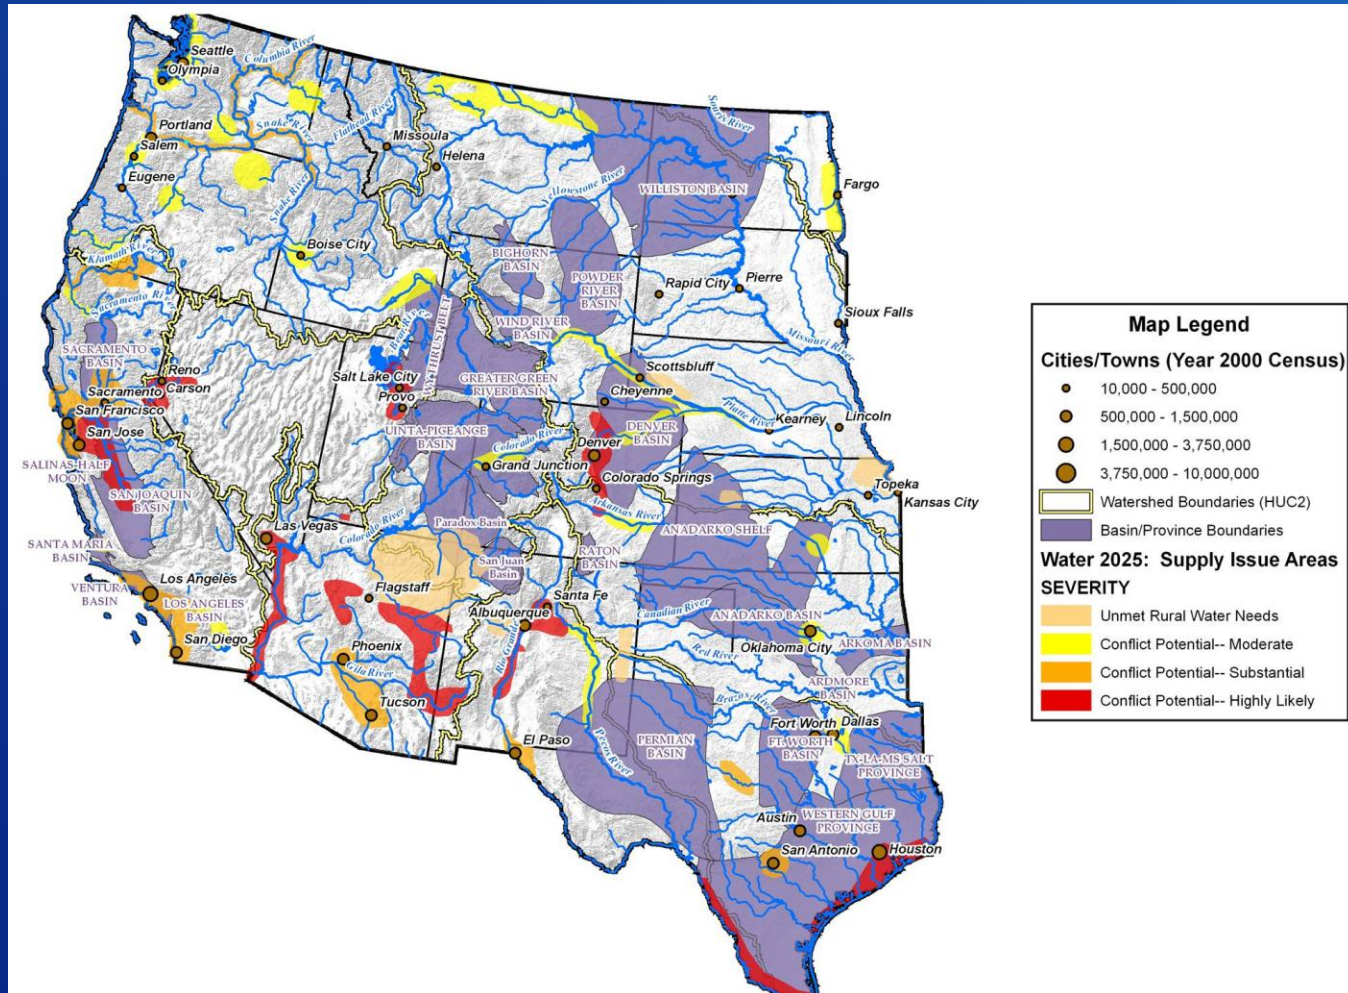 Seattle
Olympia
Columbia River
Portland
Salem
Eugene
Snake River
Flathead River
Missoula
Helena
Snake River
Yellowstone River
Souris River
WILLISTON BASIN
Fargo
Klamath River
Boise City
BIGHORN
BASIN
POWDER
RIVER
BASIN
Rapid City
Pierre
Sioux Falls
Missouri River
Sacramento River
SACRAMENTO
BASIN
Reno
Carson
Sacramento
San Francisco
San Jose
SALINAS-HALF
MOON
SAN JOAQUIN
BASIN
SANTA MARIA
BASIN
VENTURA
BASIN
Los Angeles
LOS ANGELES
BASIN
San Diego
WIND RIVER
BASIN
THRUST BELT
Salt Lake City
Provo
GREATER GREEN
RIVER BASIN
UINTA-PICEANCE
BASIN
Colorado River
Grand Junction
Scottsbluff
Cheyenne
Platte River
Kearney
Lincoln
DENVER
BASIN
Denver
Colorado Springs
Arkansas River
Topeka
Kansas City
Las Vegas
Colorado River
Paradox Basin
San Juan
Basin
RATON
BASIN
ANADARKO SHELF
Flagstaff
Albuquerque
Santa Fe
Rio Grande
Canadian River
ANADARKO BASIN
Oklahoma City
ARKOMA BASIN
Red River
ARDMORE
BASIN
Phoenix
Gila River
Tucson
El Paso
Pecos River
PERMIAN
BASIN
Brazos River
Fort Worth
Dallas
FT. WORTH
BASIN
TX-LA-MS SALT
PROVINCE
Austin
WESTERN GULF
PROVINCE
San Antonio
Houston
Map Legend
Cities/Towns (Year 2000 Census)
10,000 - 500,000
500,000 - 1,500,000
1,500,000 - 3,750,000
3,750,000 - 10,000,000
Watershed Boundaries (HUC2)
Basin/Province Boundaries
Water 2025: Supply Issue Areas
SEVERITY
Unmet Rural Water Needs
Conflict Potential-- Moderate
Conflict Potential-- Substantial
Conflict Potential-- Highly Likely